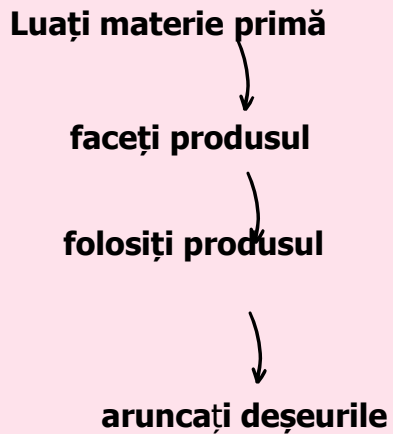 Luați materie primă
faceți produsul
folosiți produsul
aruncați deșeurile